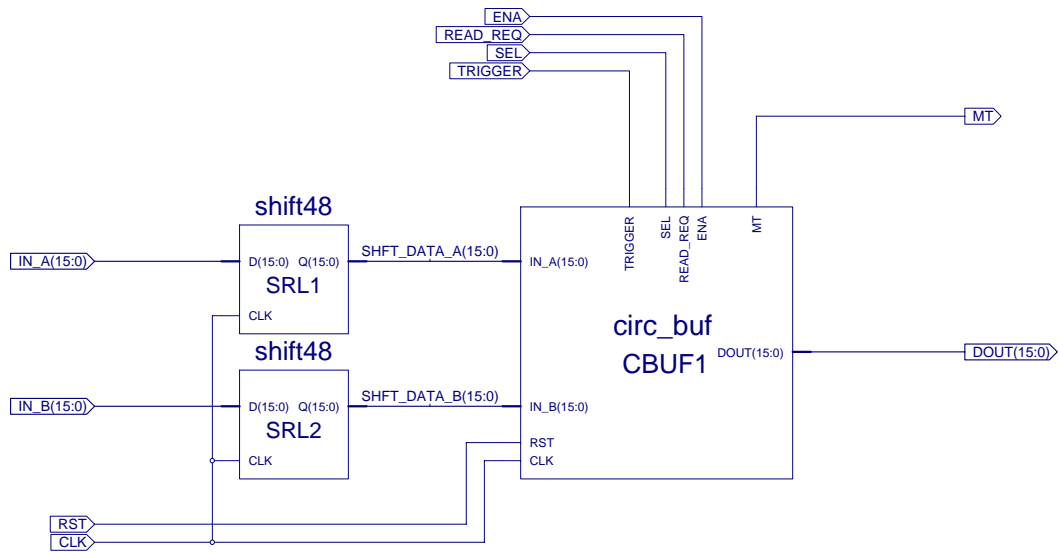 ENA
READ_REQ
SEL
TRIGGER
MT
shift48
IN_A(15:0)
D(15:0) Q(15:0)
SRL1
CLK
SHFT_DATA_A(15:0)
shift48
IN_B(15:0)
D(15:0) Q(15:0)
SRL2
CLK
SHFT_DATA_B(15:0)
TRIGGER
SEL
READ_REQ
ENA
MT
IN_A(15:0)
circ_buf
CBUF1
DOUT(15:0)
IN_B(15:0)
RST
CLK
DOUT(15:0)
RST
CLK